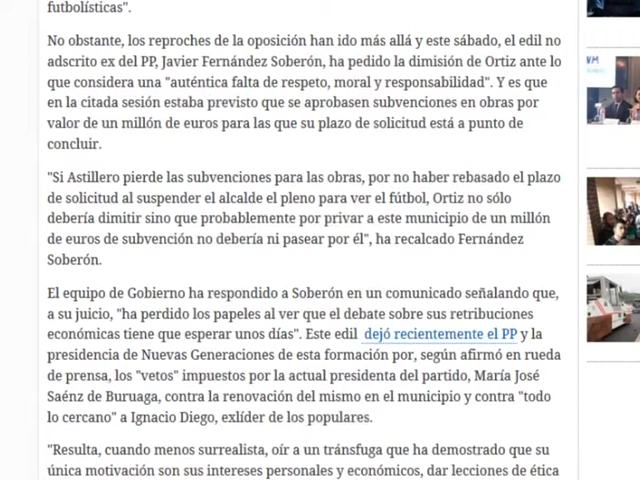 futbolísticas".
No obstante, los reproches de la oposición han ido más allá y este sábado, el edil no
adscrito ex del PP, Javier Fernández Soberón, ha pedido la dimisión de Ortiz ante lo
que considera una "auténtica falta de respeto, moral y responsabilidad". Y es que
en la citada sesión estaba previsto que se aprobasen subvenciones en obras por
valor de un millón de euros para las que su plazo de solicitud está a punto de
concluir.
"Si Astillero pierde las subvenciones para las obras, por no haber rebasado el plazo
de solicitud al suspender el alcalde el pleno para ver el fútbol, Ortiz no sólo
debería dimitir sino que probablemente por privar a este municipio de un millón
de euros de subvención no debería ni pasear por él", ha recalcado Fernández
Soberón.
El equipo de Gobierno ha respondido a Soberón en un comunicado señalando que,
a su juicio, "ha perdido los papeles al ver que el debate sobre sus retribuciones
económicas tiene que esperar unos días". Este edil dejó recientemente el PP y la
presidencia de Nuevas Generaciones de esta formación por, según afirmó en rueda
de prensa, los "vetos" impuestos por la actual presidenta del partido, María José
Saénz de Buruaga, contra la renovación del mismo en el municipio y contra "todo
lo cercano" a Ignacio Diego, exlíder de los populares.
"Resulta, cuando menos surrealista, oír a un tránsfuga que ha demostrado que su
única motivación son sus intereses personales y económicos, dar lecciones de ética